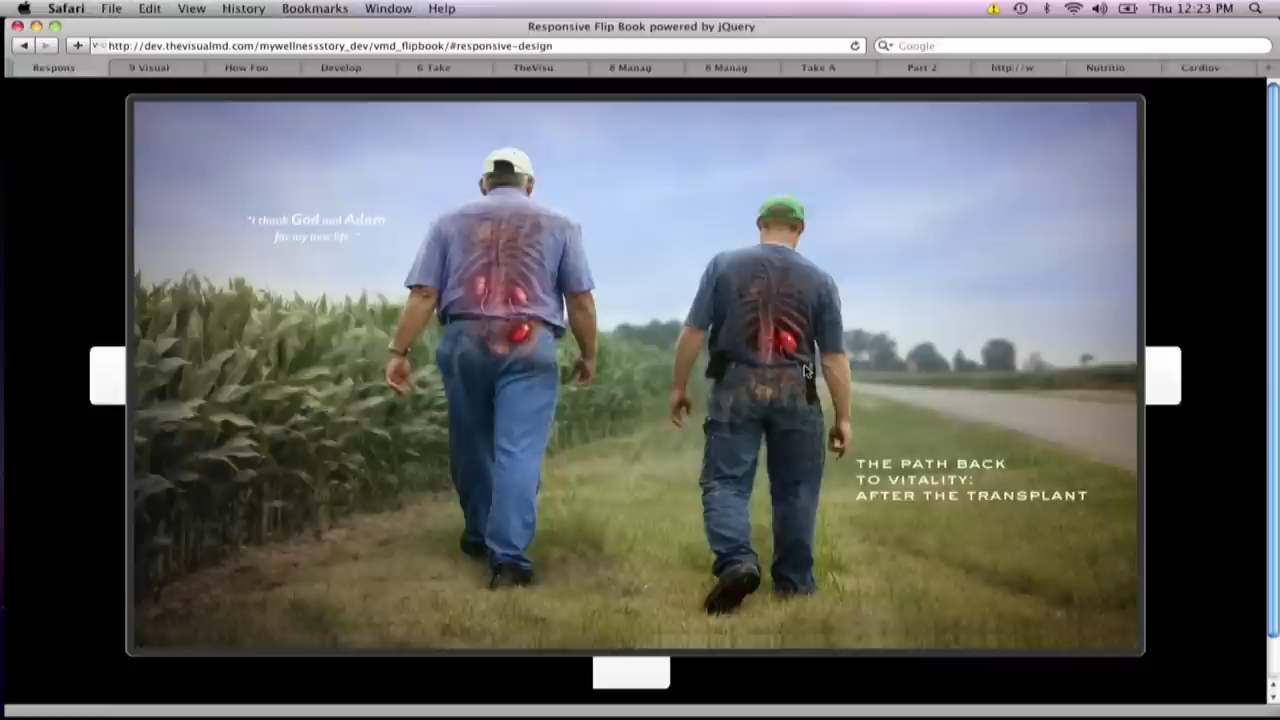 Safari File Edit View History Bookmarks Window Help Thu 12:23 PM
Responsive Flip Book powered by jQuery
http://dev.thevisualmd.com/mywellnessstory_dev/vmd_flipbook/#responsive-design
Google
Respons 9 Visual How Foo Develop 6 Take TheVisu 8 Manag 8 Manag Take A Part 2 http://w Nutritio Cardiov
"I thank God and Adam
for my new life."
THE PATH BACK
TO VITALITY:
AFTER THE TRANSPLANT